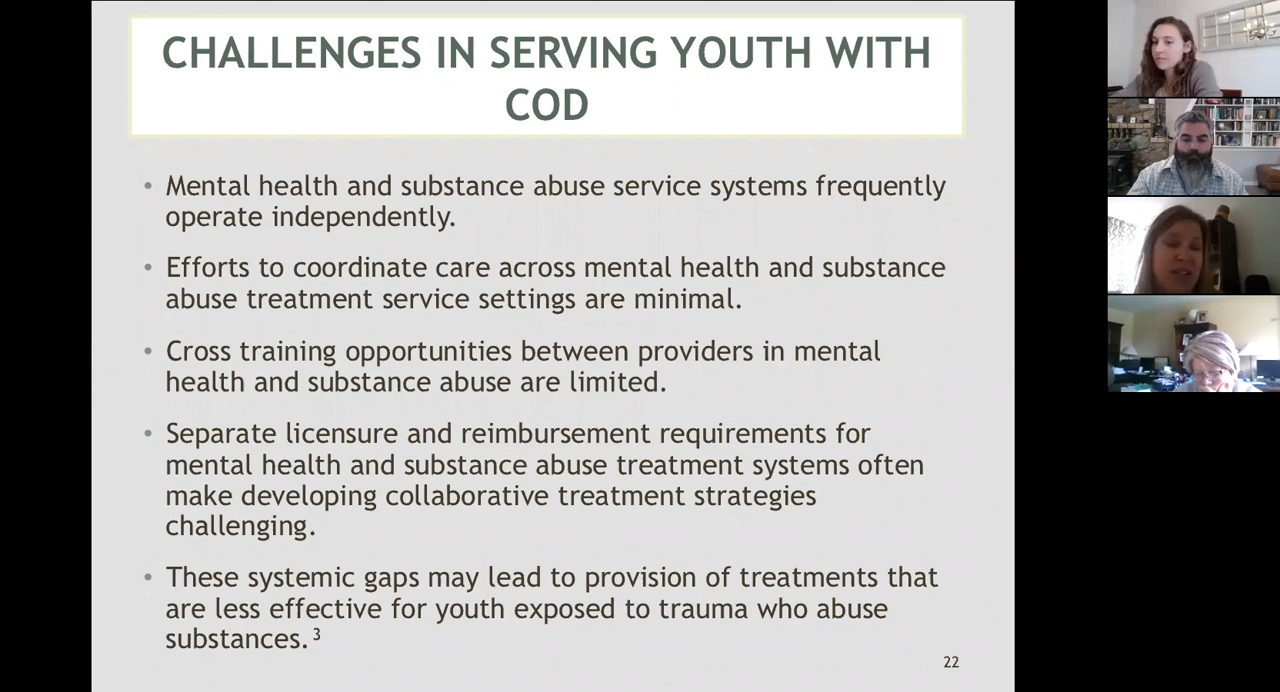 CHALLENGES IN SERVING YOUTH WITH
COD
• Mental health and substance abuse service systems frequently
operate independently.
• Efforts to coordinate care across mental health and substance
abuse treatment service settings are minimal.
• Cross training opportunities between providers in mental
health and substance abuse are limited.
• Separate licensure and reimbursement requirements for
mental health and substance abuse treatment systems often
make developing collaborative treatment strategies
challenging.
• These systemic gaps may lead to provision of treatments that
are less effective for youth exposed to trauma who abuse
substances.³
22